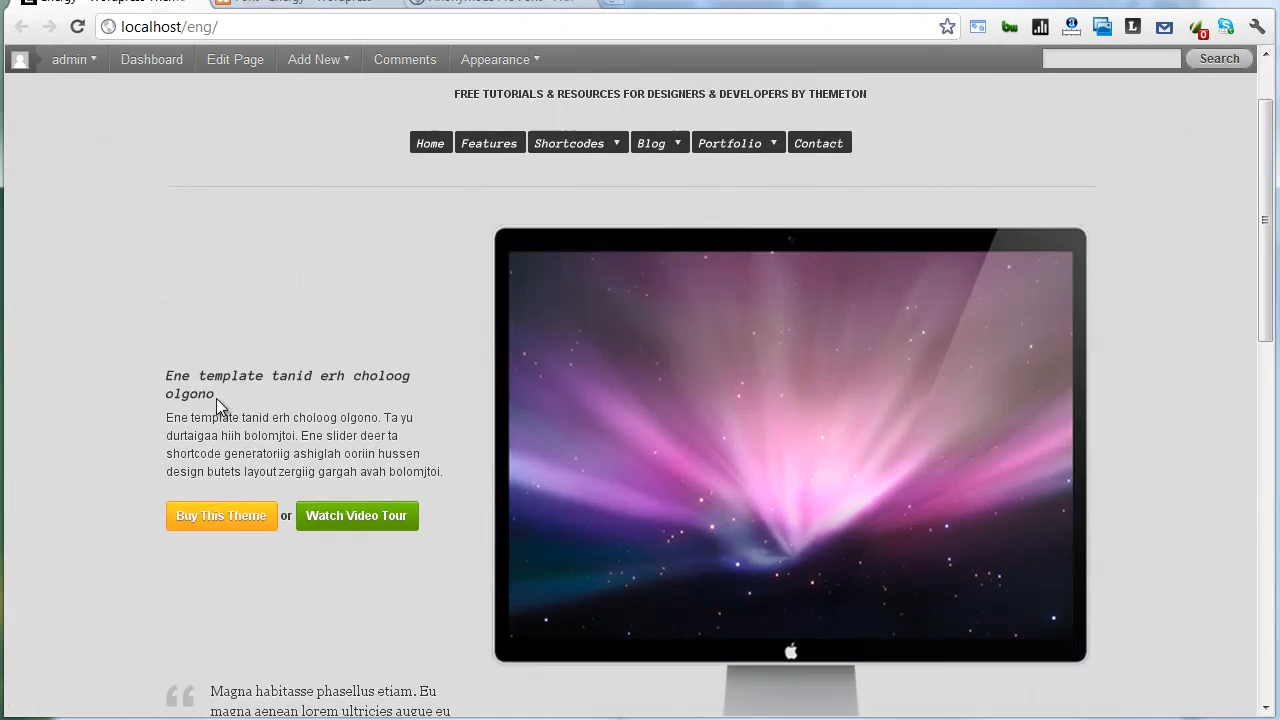 localhost/eng/
admin Dashboard Edit Page Add New Comments Appearance Search
FREE TUTORIALS & RESOURCES FOR DESIGNERS & DEVELOPERS BY THEMETON
Home Features Shortcodes Blog Portfolio Contact
Ene template tanid erh choloog
olgono
Ene template tanid erh choloog olgono. Ta yu
durtaigaa hiih bolomjtoi. Ene slider deer ta
shortcode generatoriig ashiglah ooriin hussen
design butets layout zergiig gargah avah bolomjtoi.
Buy This Theme or Watch Video Tour
Magna habitasse phasellus etiam. Eu
magna aenean lorem ultricies augue eu